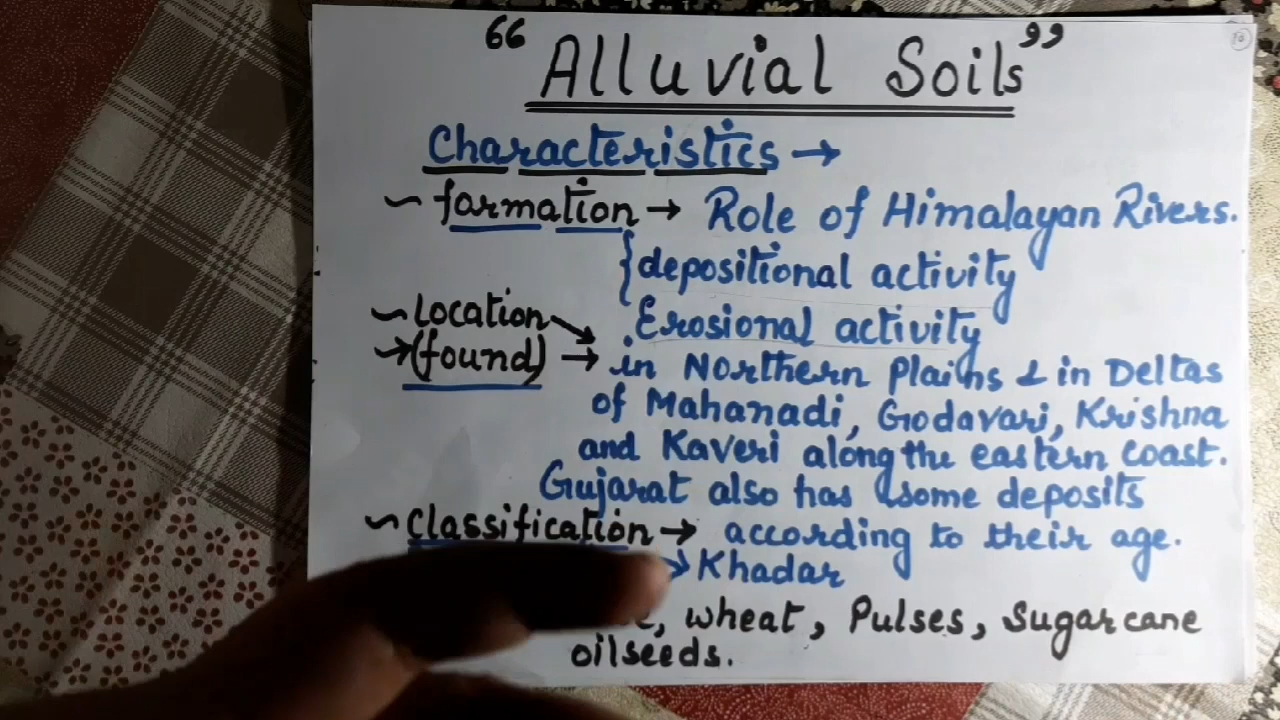 “ Alluvial Soils ”
Characteristics →
~ formation → Role of Himalayan Rivers.
{depositional activity
~ Location Erosional activity
→ (found) → in Northern Plains & in Deltas
of Mahanadi, Godavari, Krishna
and Kaveri along the eastern coast.
Gujarat also has some deposits
~ Classification → according to their age.
→ Khadar
, wheat, Pulses, Sugarcane
oilseeds.